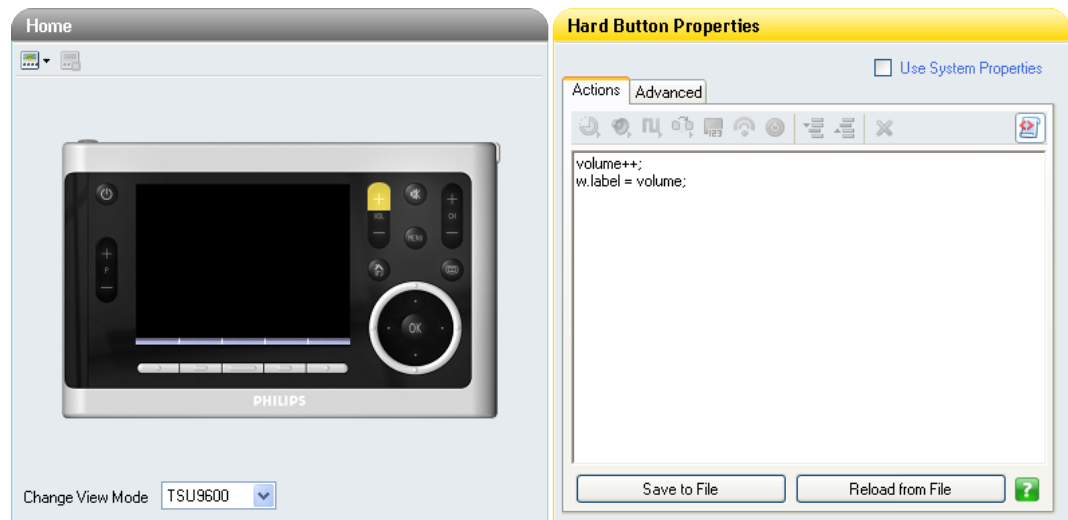 Home
Hard Button Properties
Use System Properties
Actions
Advanced
123
volume++;
w.label = volume;
VOL
CH
MENU
P
OK
PHILIPS
Change View Mode
TSU9600
Save to File
Reload from File
?